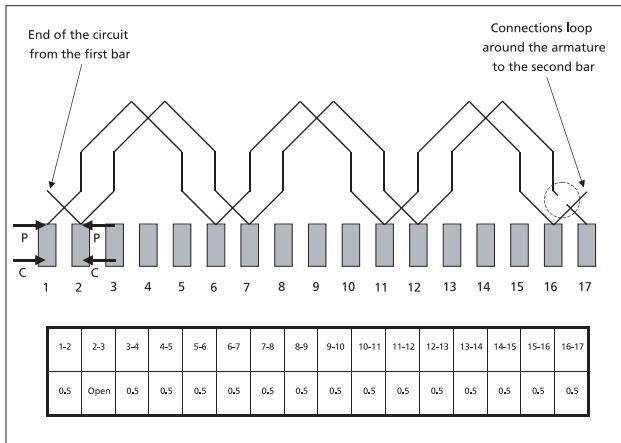 End of the circuit
from the first bar
Connections loop
around the armature
to the second bar
P P
C C
1 2 3 4 5 6 7 8 9 10 11 12 13 14 15 16 17
1-2 2-3 3-4 4-5 5-6 6-7 7-8 8-9 9-10 10-11 11-12 12-13 13-14 14-15 15-16 16-17
0.5 Open 0.5 0.5 0.5 0.5 0.5 0.5 0.5 0.5 0.5 0.5 0.5 0.5 0.5 0.5